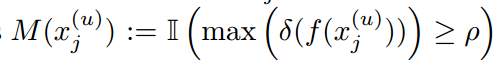 M(x_j^{(u)}) := 𝕀(max(δ(f(x_j^{(u)}))) ≥ ρ)